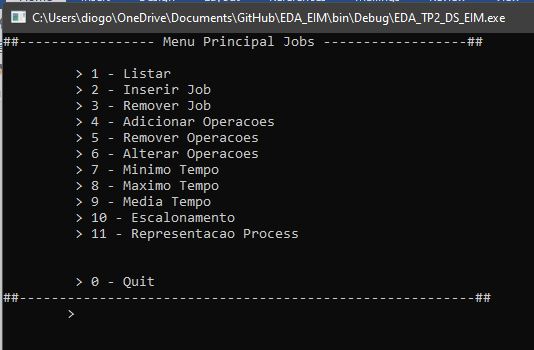 C:\Users\diogo\OneDrive\Documents\GitHub\EDA_EIM\bin\Debug\EDA_TP2_DS_EIM.exe
##----------------- Menu Principal Jobs ------------------##
> 1 - Listar
> 2 - Inserir Job
> 3 - Remover Job
> 4 - Adicionar Operacoes
> 5 - Remover Operacoes
> 6 - Alterar Operacoes
> 7 - Minimo Tempo
> 8 - Maximo Tempo
> 9 - Media Tempo
> 10 - Escalonamento
> 11 - Representacao Process
> 0 - Quit
##---------------------------------------------------------##
>